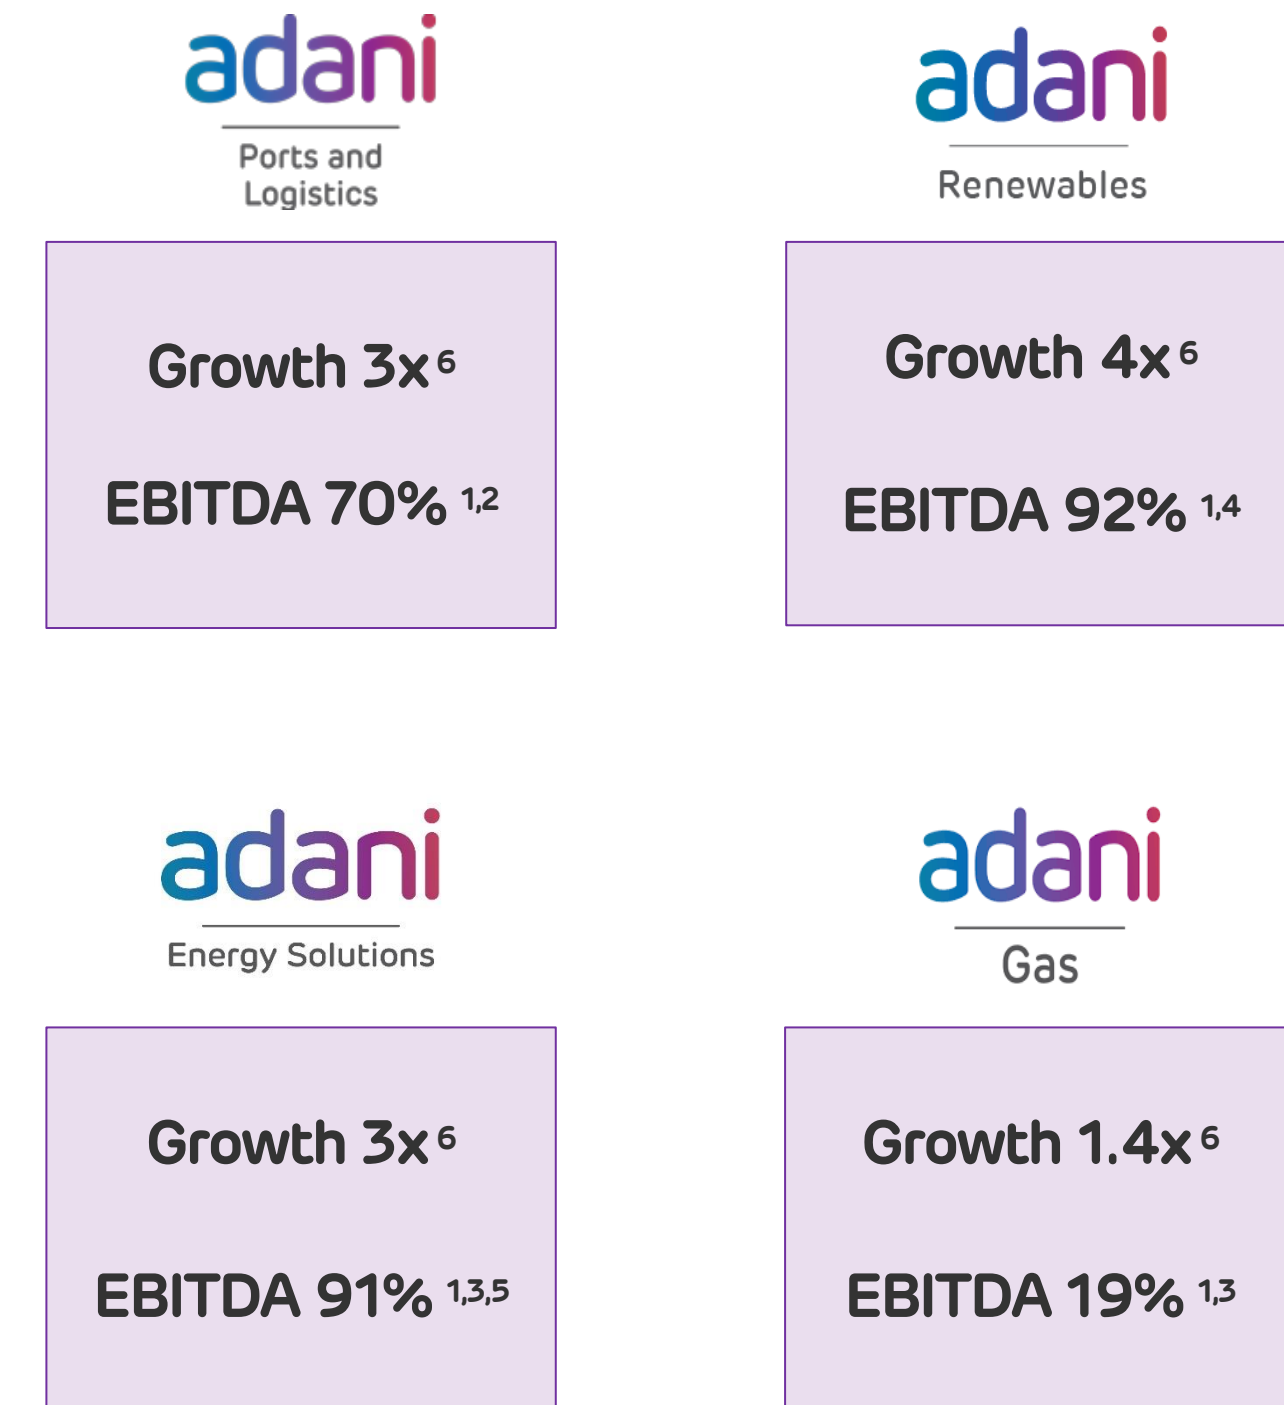 adani
Ports and
Logistics
Growth 3x 6
EBITDA 70% 1,2
adani
Renewables
Growth 4x 6
EBITDA 92% 1,4
adani
Energy Solutions
Growth 3x 6
EBITDA 91% 1,3,5
adani
Gas
Growth 1.4x 6
EBITDA 19% 1,3